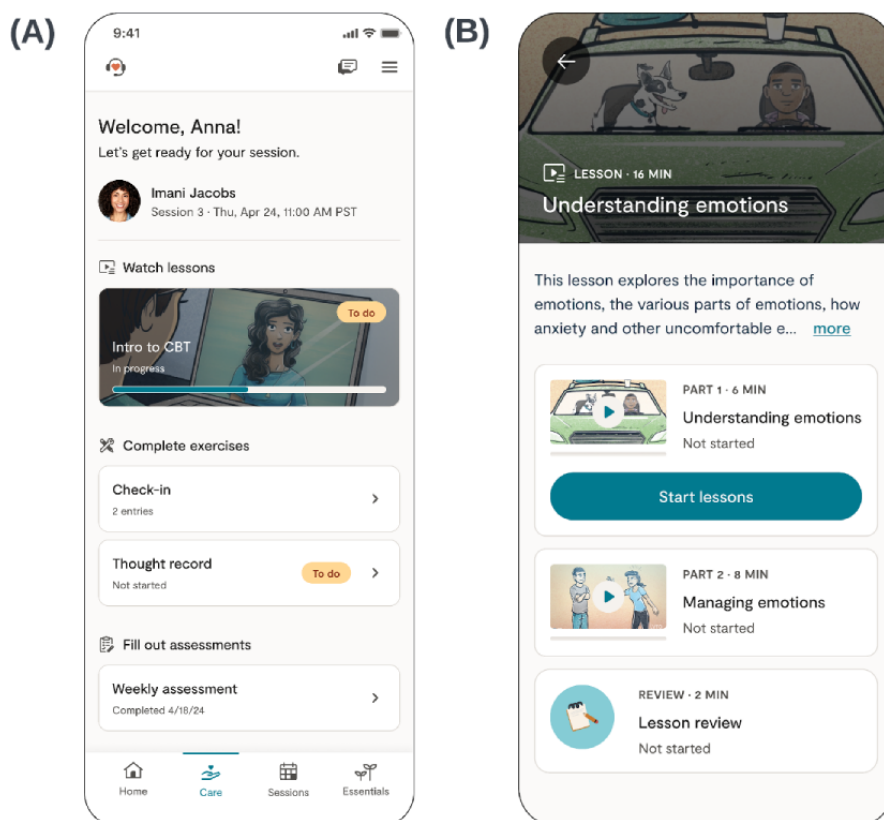 (A)
9:41
Welcome, Anna!
Let's get ready for your session.
Imani Jacobs
Session 3 · Thu, Apr 24, 11:00 AM PST
Watch lessons
To do
Intro to CBT
In progress
Complete exercises
Check-in
2 entries
Thought record
To do
Not started
Fill out assessments
Weekly assessment
Completed 4/18/24
Home
Care
Sessions
Essentials
(B)
LESSON · 16 MIN
Understanding emotions
This lesson explores the importance of
emotions, the various parts of emotions, how
anxiety and other uncomfortable e... more
PART 1 · 6 MIN
Understanding emotions
Not started
Start lessons
PART 2 · 8 MIN
Managing emotions
Not started
REVIEW · 2 MIN
Lesson review
Not started